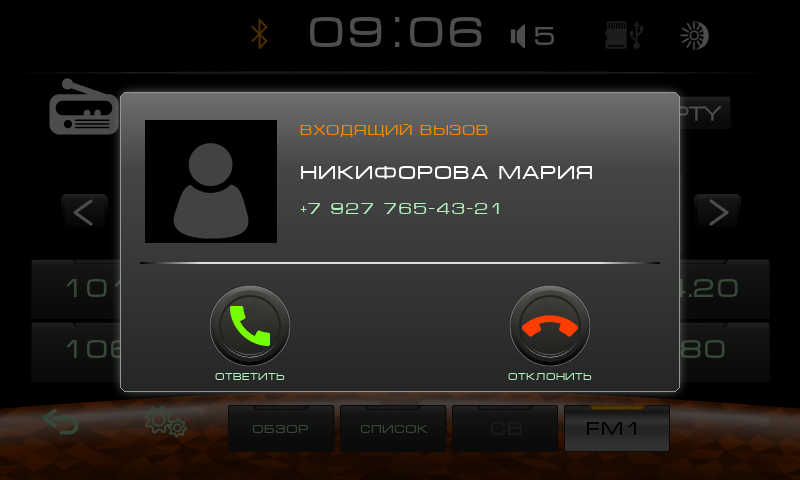 09:06 5
PTY
ВХОДЯЩИЙ ВЫЗОВ
НИКИФОРОВА МАРИЯ
+7 927 765-43-21
ОТВЕТИТЬ ОТКЛОНИТЬ
ОБЗОР СПИСОК СВ FM1